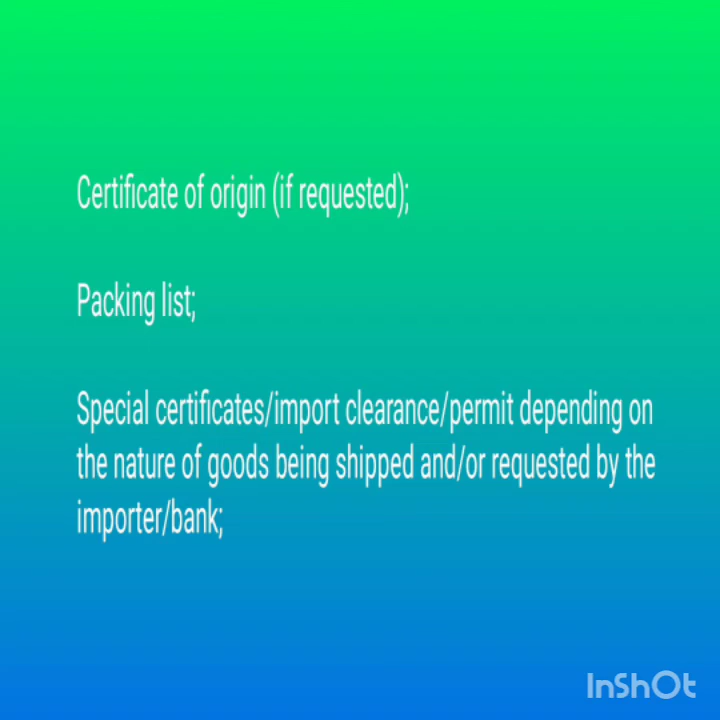 Certificate of origin (if requested);
Packing list;
Special certificates/import clearance/permit depending on
the nature of goods being shipped and/or requested by the
importer/bank;
InShOt